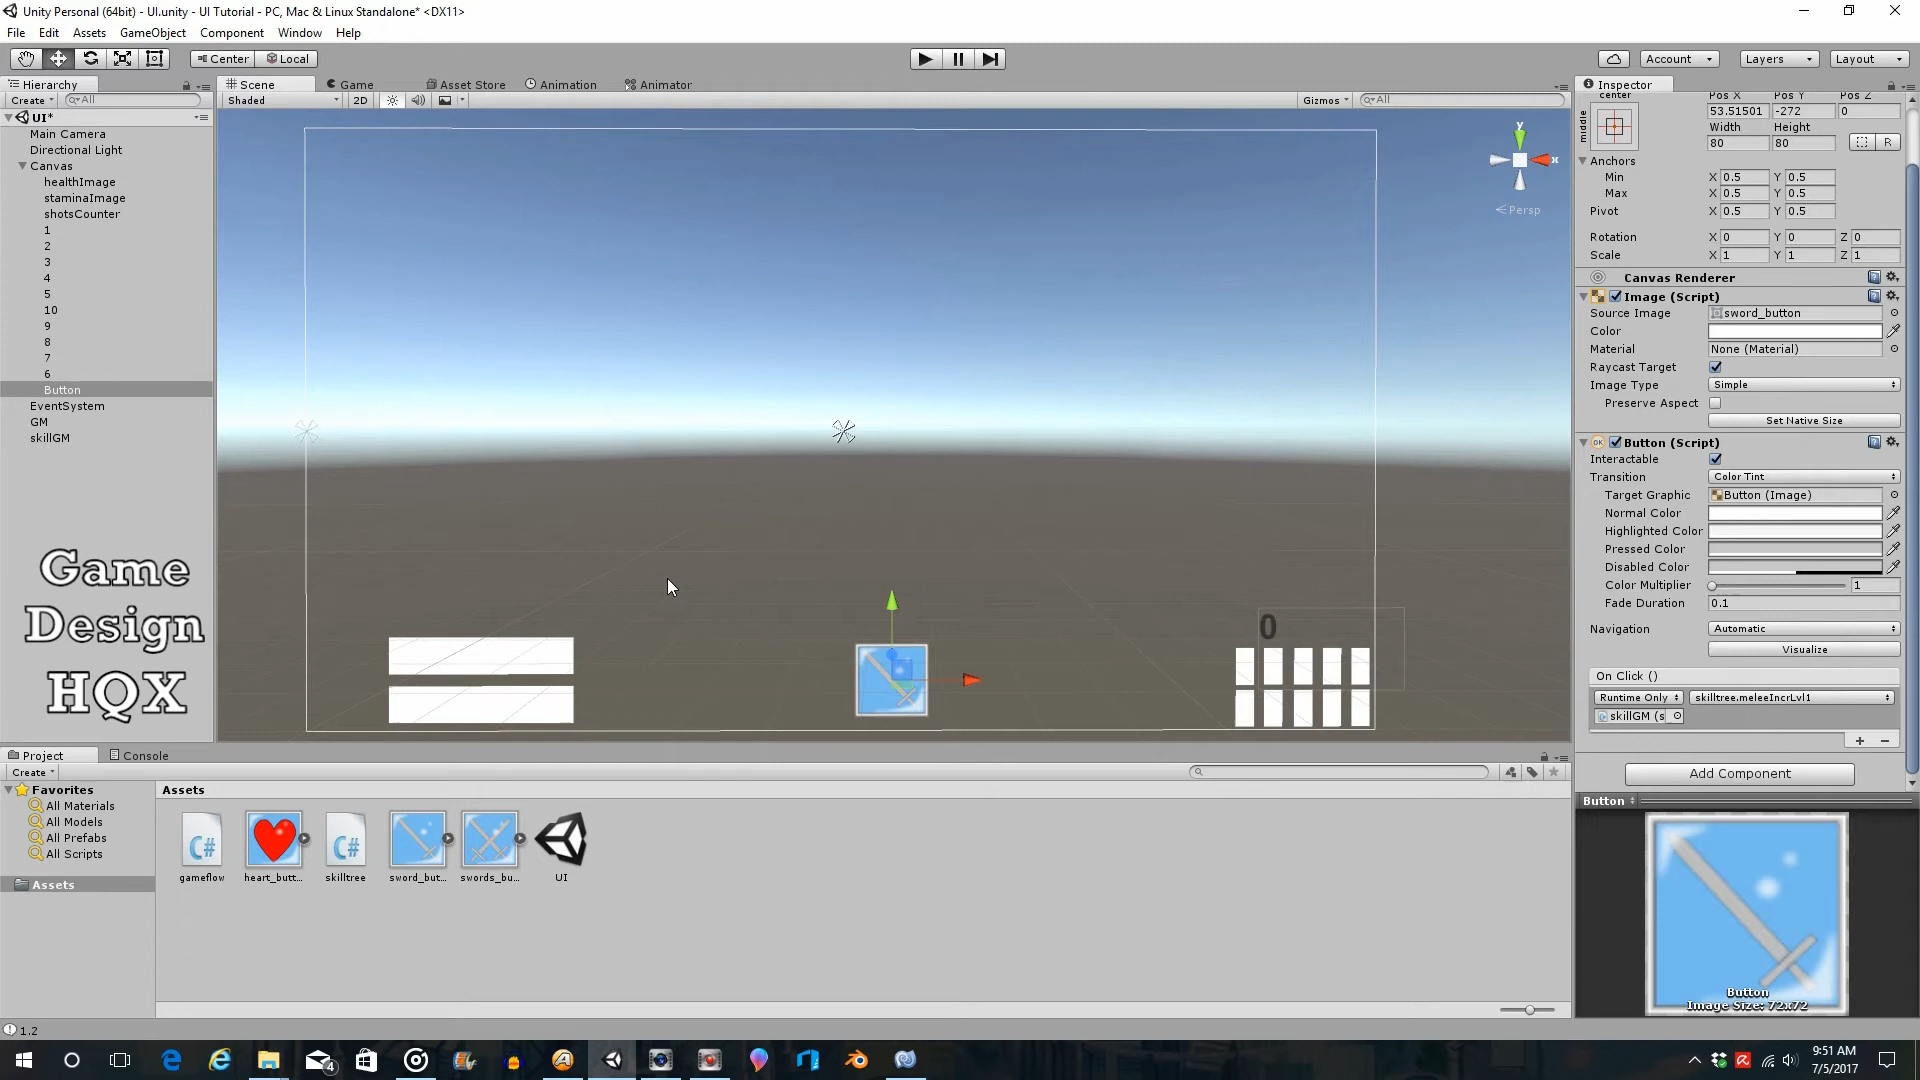 Unity Personal (64bit) - UI.unity - UI Tutorial - PC, Mac & Linux Standalone* <DX11>
File Edit Assets GameObject Component Window Help
Center Local
Account Layers Layout
Hierarchy
Create All
UI*
Main Camera
Directional Light
Canvas
healthImage
staminaImage
shotsCounter
1
2
3
4
5
10
9
8
7
6
Button
EventSystem
GM
skillGM
Game
Design
HQX
Scene Game Asset Store Animation Animator
Shaded 2D Gizmos All
y
x
Persp
0
Inspector
center Pos X Pos Y Pos Z
middle 53.51501 -272 0
Width Height
80 80 R
Anchors
Min X 0.5 Y 0.5
Max X 0.5 Y 0.5
Pivot X 0.5 Y 0.5
Rotation X 0 Y 0 Z 0
Scale X 1 Y 1 Z 1
Canvas Renderer
Image (Script)
Source Image sword_button
Color
Material None (Material)
Raycast Target
Image Type Simple
Preserve Aspect
Set Native Size
OK Button (Script)
Interactable
Transition Color Tint
Target Graphic Button (Image)
Normal Color
Highlighted Color
Pressed Color
Disabled Color
Color Multiplier 1
Fade Duration 0.1
Navigation Automatic
Visualize
On Click ()
Runtime Only skilltree.meleeIncrLvl1
skillGM (s
+ −
Add Component
Button
Button
Image Size: 72x72
Project Console
Create
Favorites
All Materials
All Models
All Prefabs
All Scripts
Assets
Assets
C# C#
gameflow heart_butt... skilltree sword_but... swords_bu... UI
1.2
4
9:51 AM
7/5/2017